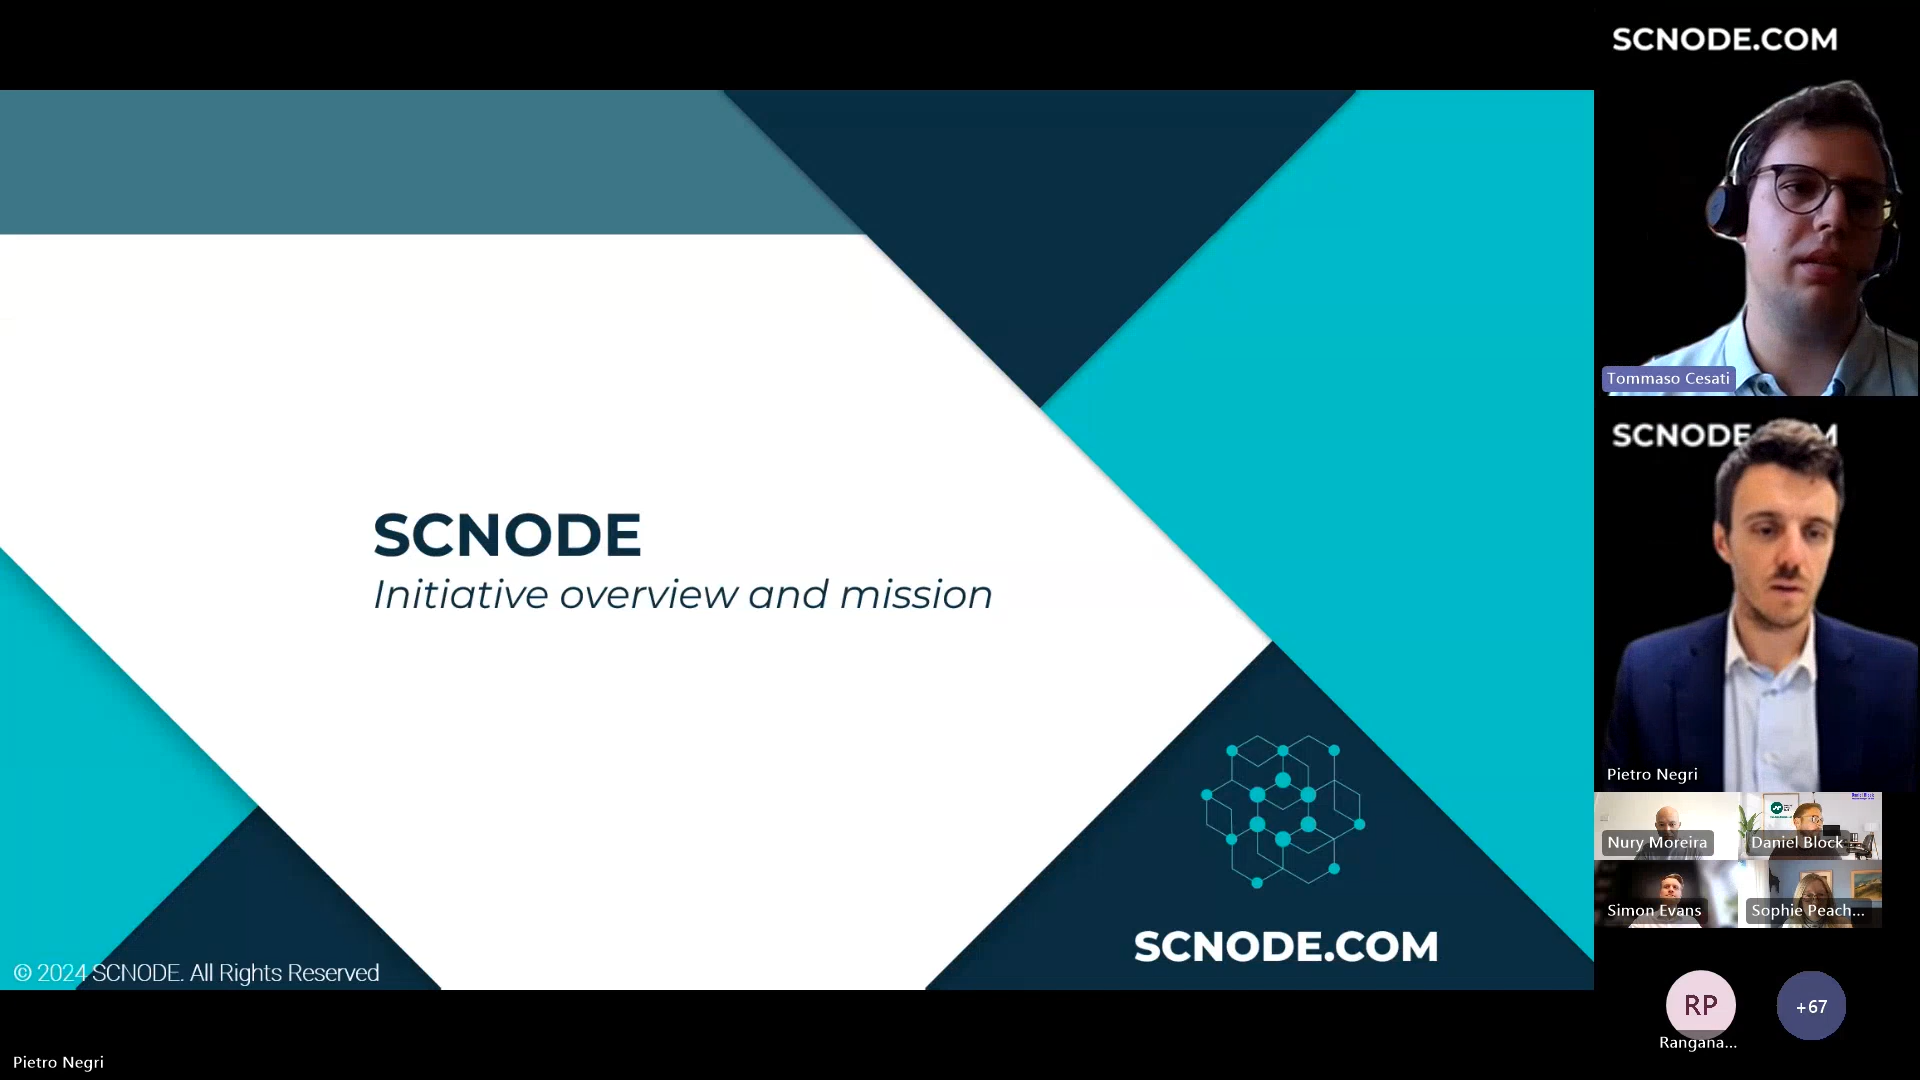 SCNODE
Initiative overview and mission
SCNODE.COM
© 2024 SCNODE. All Rights Reserved
Pietro Negri
SCNODE.COM
Tommaso Cesati
SCNODE M
Pietro Negri
Nury Moreira
Daniel Block
Simon Evans
Sophie Peach...
RP
Rangana...
+67